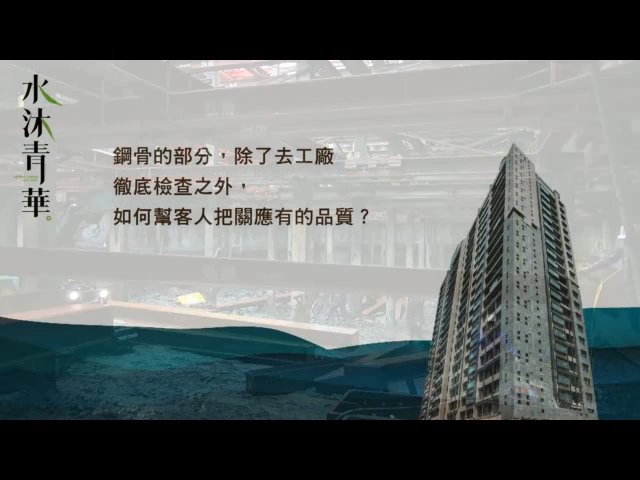 水沐青華。
鋼骨的部分，除了去工廠
徹底檢查之外，
如何幫客人把關應有的品質？